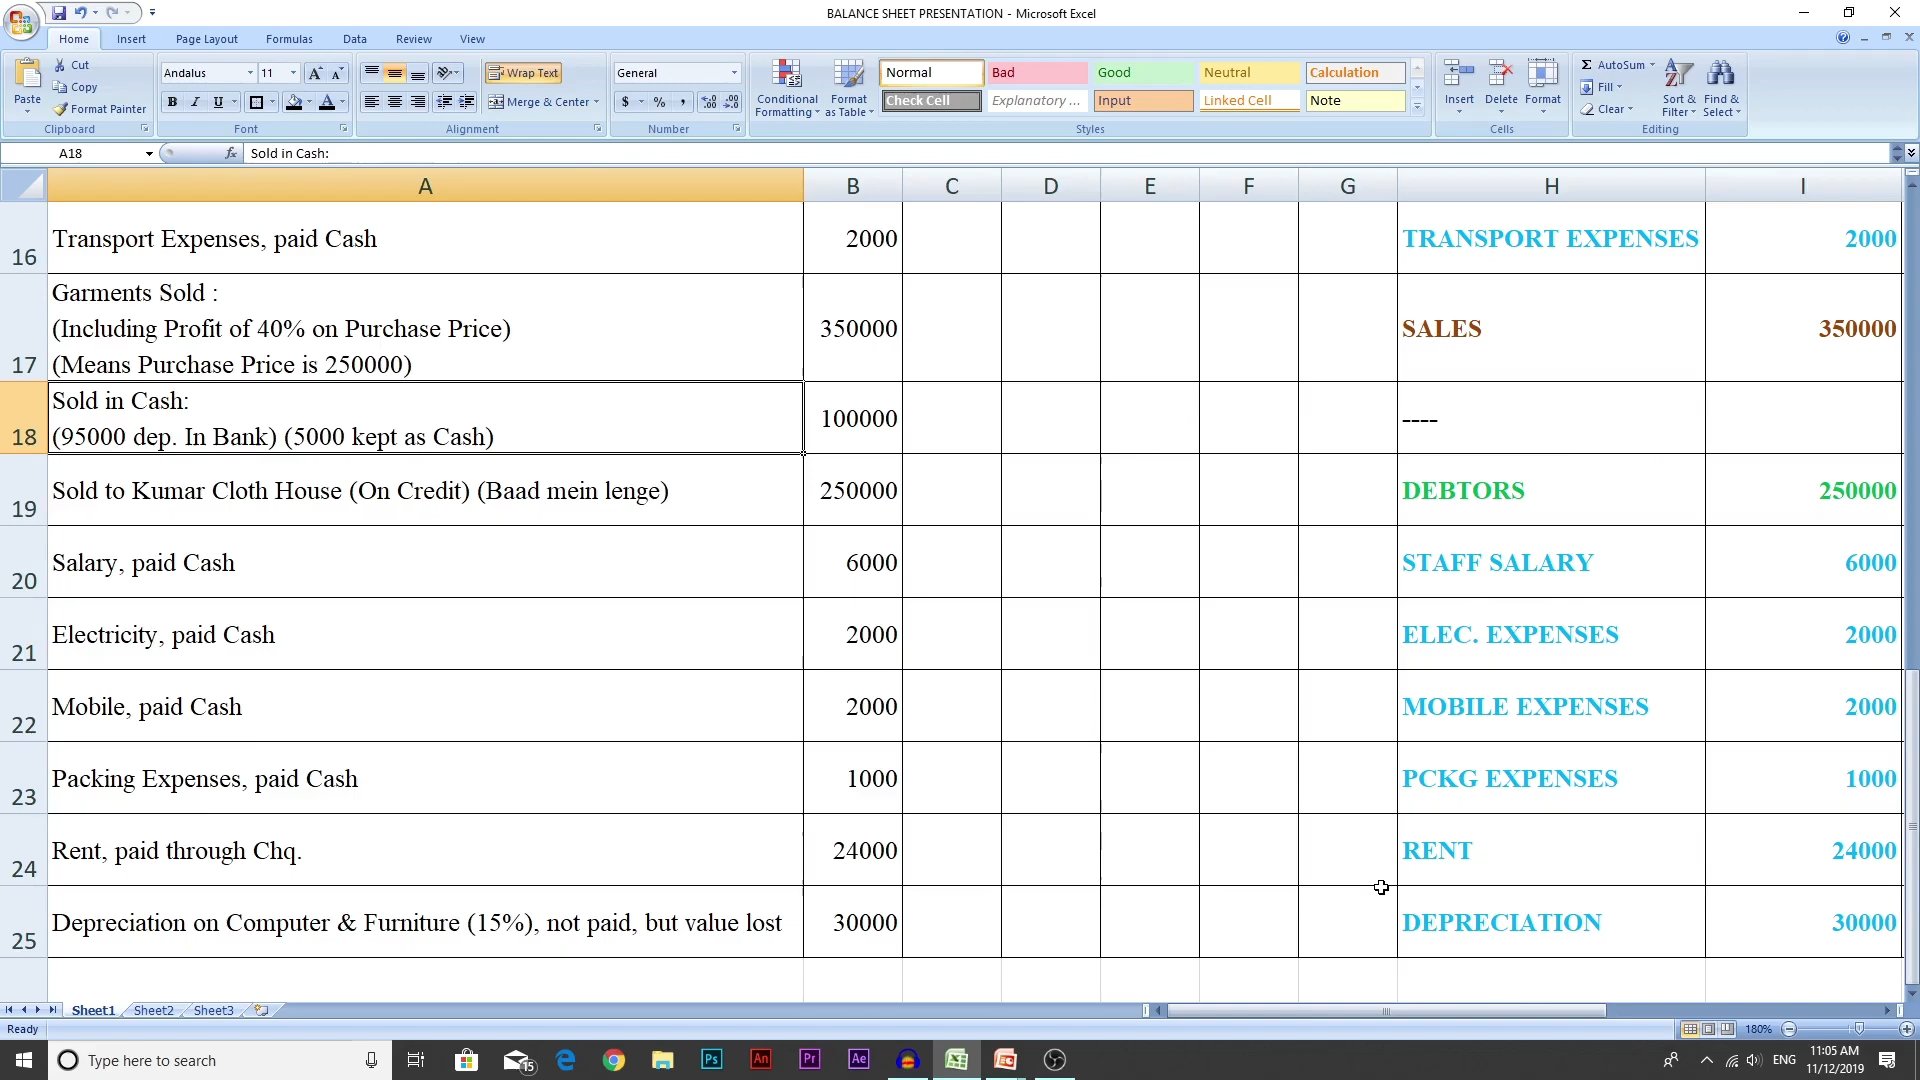 BALANCE SHEET PRESENTATION - Microsoft Excel
Home Insert Page Layout Formulas Data Review View
Paste
Cut
Copy
Format Painter
Clipboard
Andalus 11
B I U A
Font
Wrap Text
Merge & Center
Alignment
General
$ % ,
Number
Conditional Formatting
Format as Table
Normal Bad Good Neutral Calculation
Check Cell Explanatory ... Input Linked Cell Note
Styles
Insert Delete Format
Cells
Σ AutoSum
Fill
Clear
Sort & Filter
Find & Select
Editing
A18 fx Sold in Cash:
A B C D E F G H I
16 Transport Expenses, paid Cash 2000 TRANSPORT EXPENSES 2000
Garments Sold :
(Including Profit of 40% on Purchase Price) 350000 SALES 350000
17 (Means Purchase Price is 250000)
Sold in Cash: 100000 ----
18 (95000 dep. In Bank) (5000 kept as Cash)
19 Sold to Kumar Cloth House (On Credit) (Baad mein lenge) 250000 DEBTORS 250000
20 Salary, paid Cash 6000 STAFF SALARY 6000
21 Electricity, paid Cash 2000 ELEC. EXPENSES 2000
22 Mobile, paid Cash 2000 MOBILE EXPENSES 2000
23 Packing Expenses, paid Cash 1000 PCKG EXPENSES 1000
24 Rent, paid through Chq. 24000 RENT 24000
25 Depreciation on Computer & Furniture (15%), not paid, but value lost 30000 DEPRECIATION 30000
Sheet1 Sheet2 Sheet3
Ready 180%
Type here to search 15 Ps An Pr Ae ENG 11:05 AM
11/12/2019